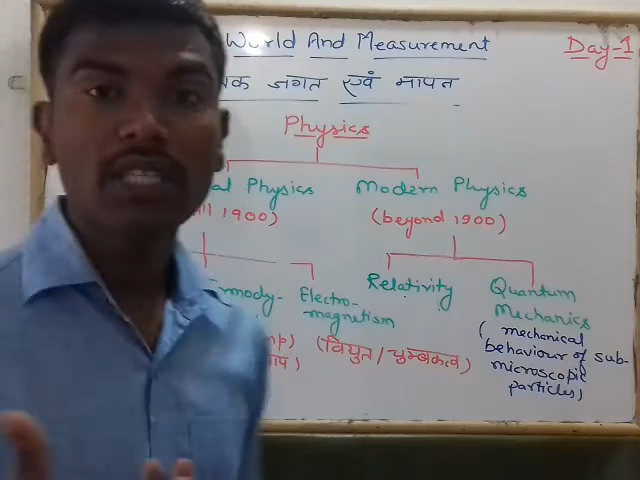 World And Measurement
Day-1
जगत एवं मापन
Physics
Physics
Modern Physics
1900)
(beyond 1900)
Electro-
magnetism
Relativity
Quantum
Mechanics
(विद्युत / चुम्बकत्व)
( mechanical
behaviour of sub-
microscopic
particles)